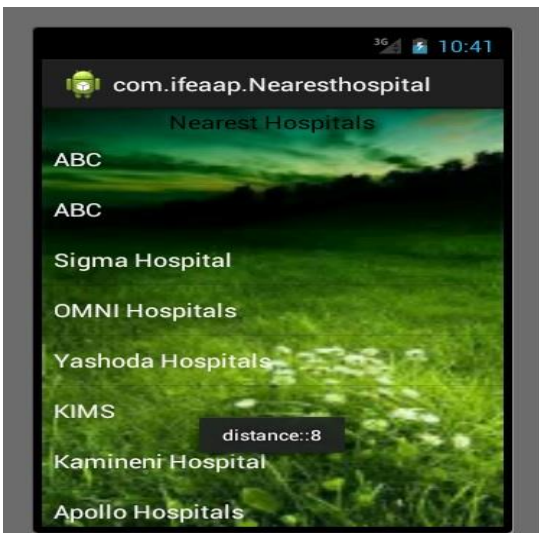 3G 10:41
com.ifeaap.Nearesthospital
Nearest Hospitals
ABC
ABC
Sigma Hospital
OMNI Hospitals
Yashoda Hospitals
KIMS
distance::8
Kamineni Hospital
Apollo Hospitals